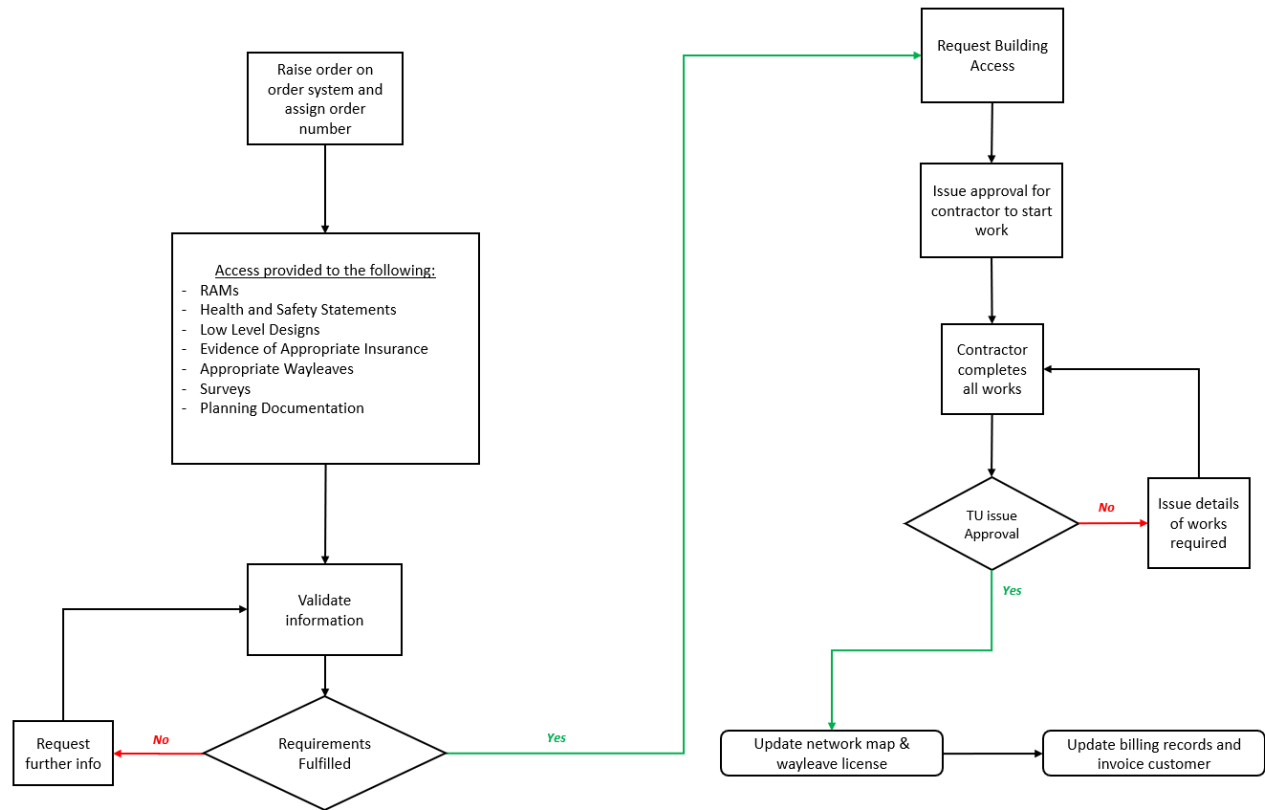 Raise order on
order system and
assign order
number
Access provided to the following:
- RAMs
- Health and Safety Statements
- Low Level Designs
- Evidence of Appropriate Insurance
- Appropriate Wayleaves
- Surveys
- Planning Documentation
Validate
information
Requirements
Fulfilled
No
Request
further info
Yes
Request Building
Access
Issue approval for
contractor to start
work
Contractor
completes
all works
TU issue
Approval
No
Issue details
of works
required
Yes
Update network map &
wayleave license
Update billing records and
invoice customer